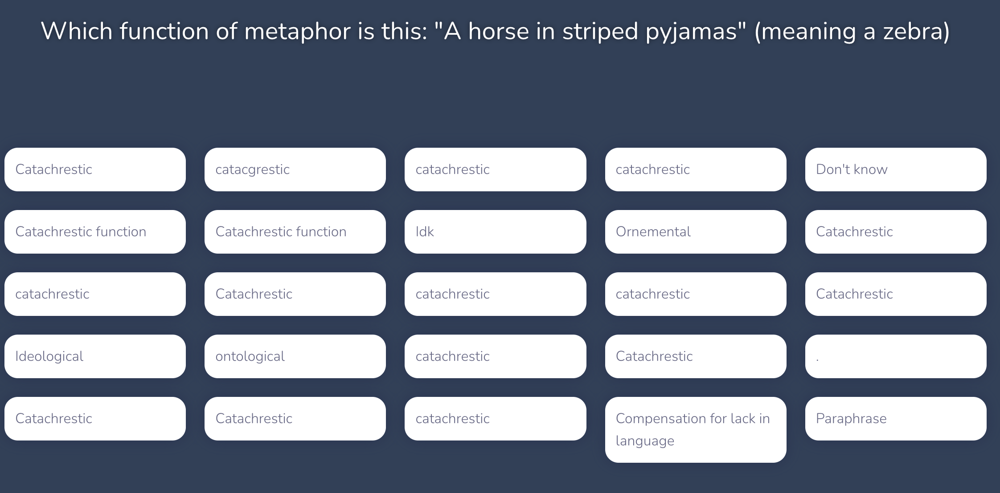 Which function of metaphor is this: "A horse in striped pyjamas" (meaning a zebra)
Catachrestic
catacgrestic
catachrestic
catachrestic
Don't know
Catachrestic function
Catachrestic function
Idk
Ornemental
Catachrestic
catachrestic
Catachrestic
catachrestic
catachrestic
Catachrestic
Ideological
ontological
catachrestic
Catachrestic
.
Catachrestic
Catachrestic
catachrestic
Compensation for lack in
language
Paraphrase